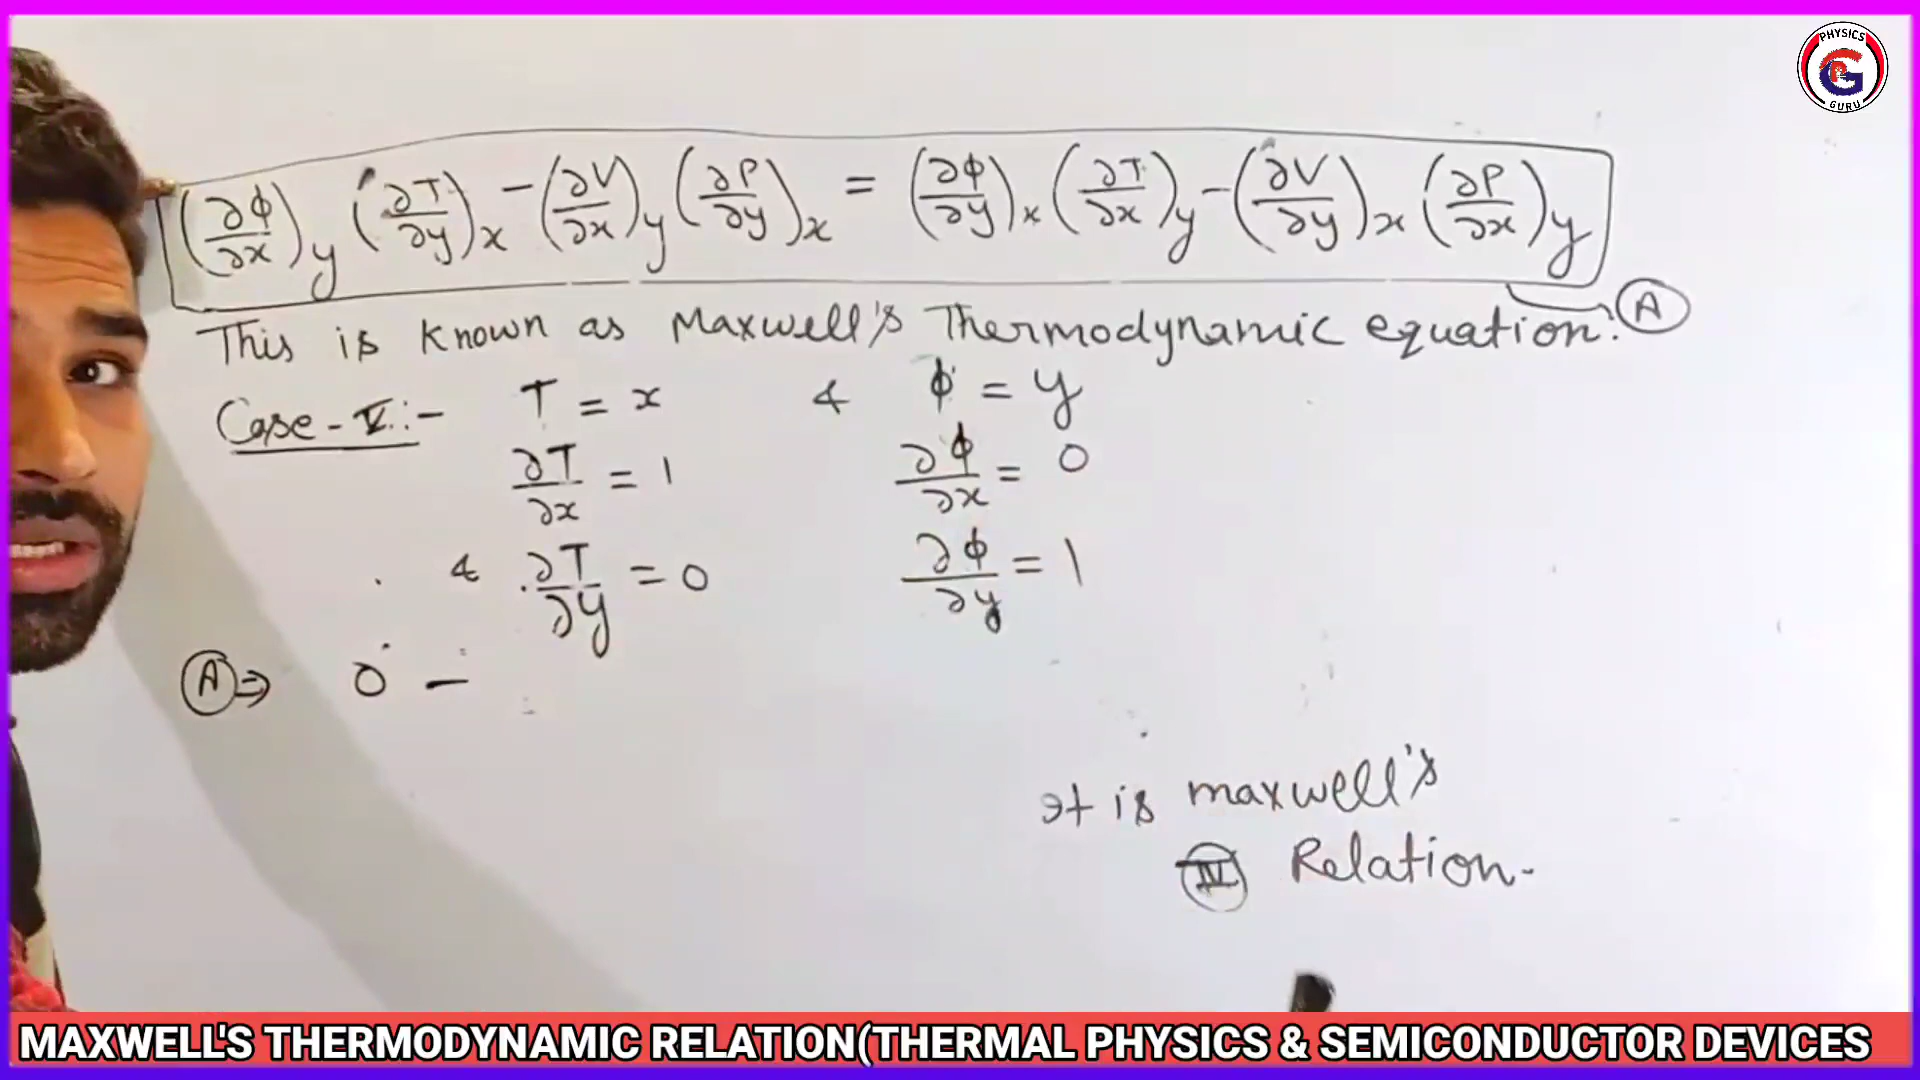 PHYSICS
PG
GURU
(∂ϕ/∂x)y (∂T/∂y)x − (∂V/∂x)y (∂P/∂y)x = (∂ϕ/∂y)x (∂T/∂x)y − (∂V/∂y)x (∂P/∂x)y
(A)
This is known as Maxwell's Thermodynamic equation.
Case-V:- T = x & ϕ = y
∂T/∂x = 1 ∂ϕ/∂x = 0
& ∂T/∂y = 0 ∂ϕ/∂y = 1
(A)⇒ 0 −
It is maxwell's
IV Relation.
MAXWELL'S THERMODYNAMIC RELATION(THERMAL PHYSICS & SEMICONDUCTOR DEVICES